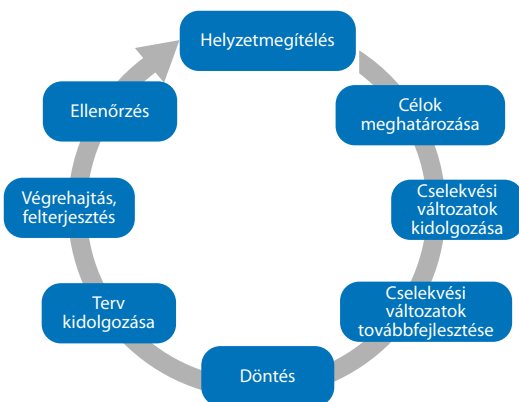 Helyzetmegítélés
Célok
meghatározása
Cselekvési
változatok
kidolgozása
Cselekvési
változatok
továbbfejlesztése
Döntés
Terv
kidolgozása
Végrehajtás,
felterjesztés
Ellenőrzés